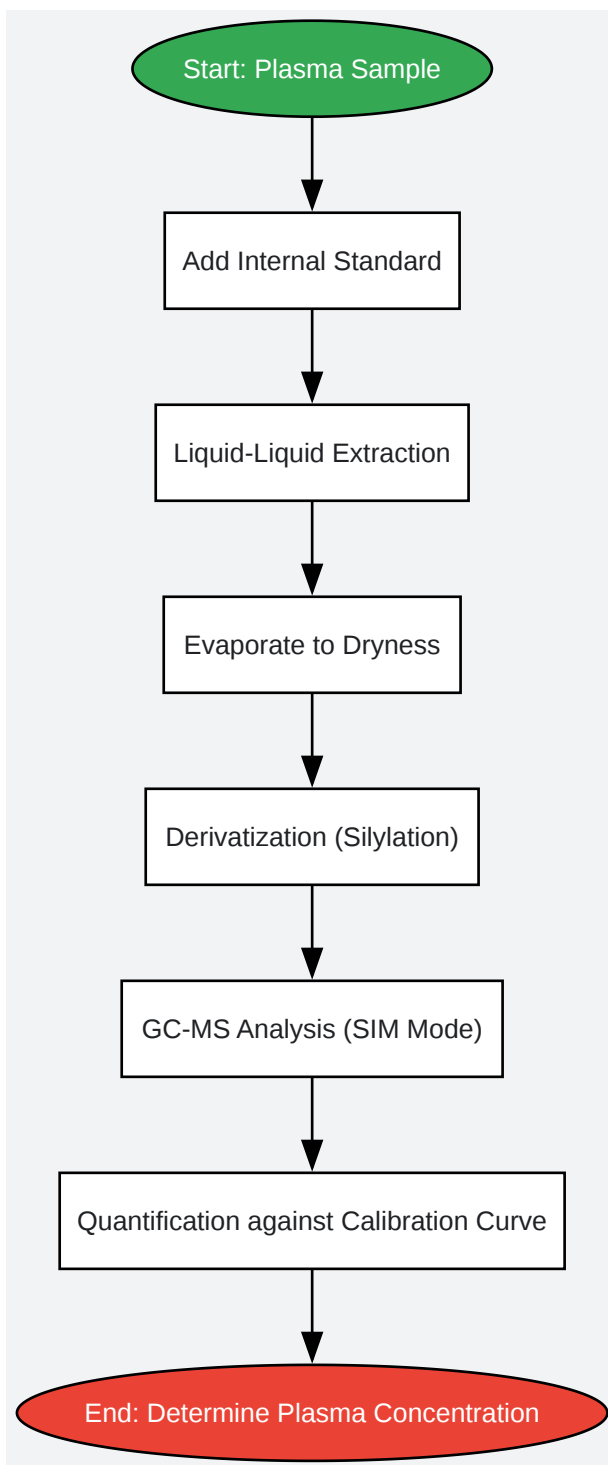 Start: Plasma Sample
Add Internal Standard
Liquid-Liquid Extraction
Evaporate to Dryness
Derivatization (Silylation)
GC-MS Analysis (SIM Mode)
Quantification against Calibration Curve
End: Determine Plasma Concentration